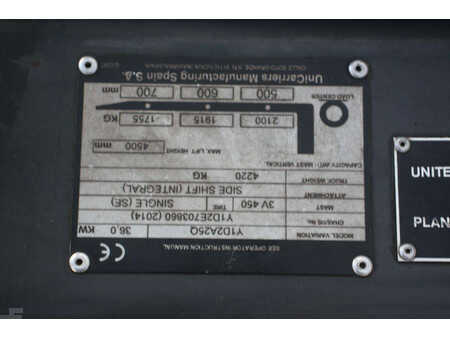 SEE OPERATOR INSTRUCTION MANUAL
MODEL VARIATION Y1D2A25Q 36.0 KW
CHASSIS No. Y1D2E703860 (2014)
MAST 3V 450 TIRE SINGLE (SE)
ATTACHMENT SIDE SHIFT (INTEGRAL)
TRUCK WEIGHT 4220 KG
CAPACITY WITH MAST VERTICAL
MAX. LIFT HEIGHT 4500 mm
2100 1915 1755 KG
LOAD CENTER 500 600 700 mm
UniCarriers Manufacturing Spain S.A.
UNITE
PLAN